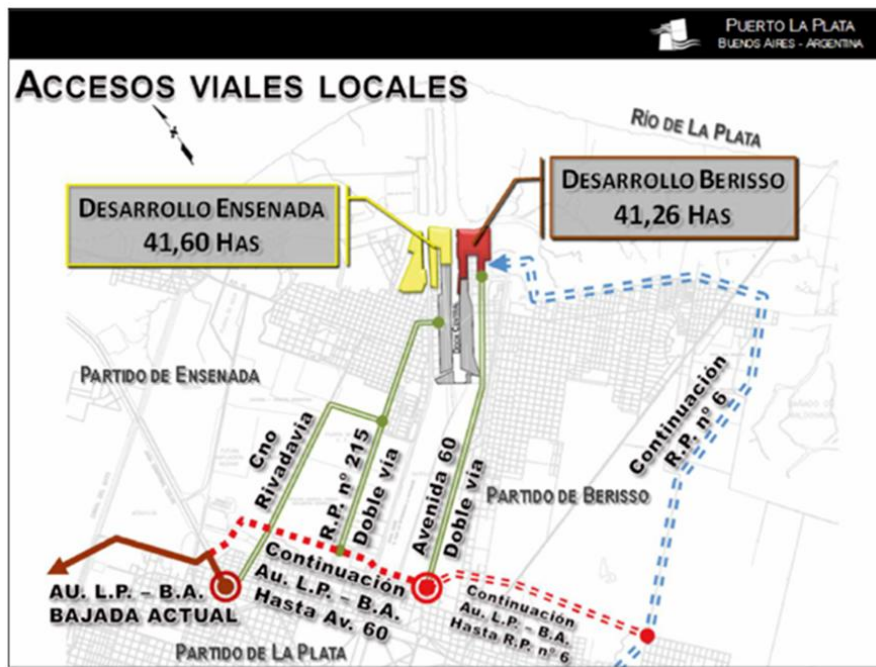 PUERTO LA PLATA
BUENOS AIRES - ARGENTINA
ACCESOS VIALES LOCALES
RÍO DE LA PLATA
DESARROLLO ENSENADA
41,60 HAS
DESARROLLO BERISSO
41,26 HAS
DOCK CENTRAL
PARTIDO DE ENSENADA
Cno
Rivadavia
R.P. nº 215
Doble via
Avenida 60
Doble via
PARTIDO DE BERISSO
Continuación
R.P. nº 6
AU. L.P. – B.A.
BAJADA ACTUAL
Continuación
Au. L.P. – B.A.
Hasta Av. 60
Continuación
Au. L.P. – B.A.
Hasta R.P. nº 6
PARTIDO DE LA PLATA